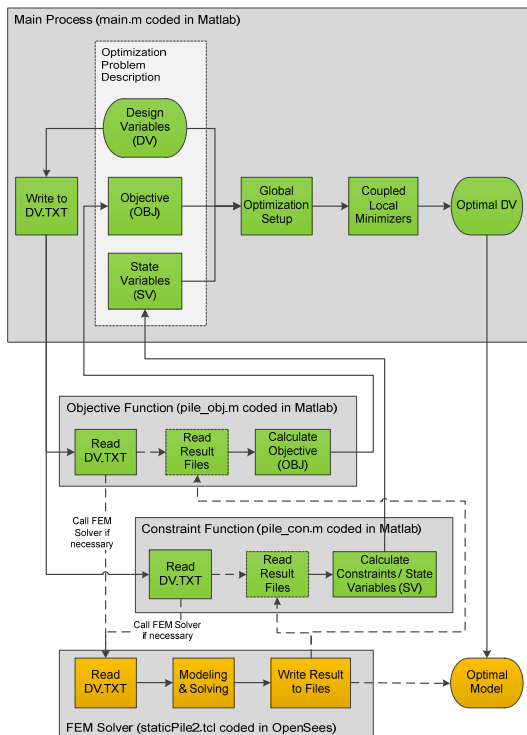 Main Process (main.m coded in Matlab)
Optimization
Problem
Description
Design
Variables
(DV)
Write to
DV.TXT
Objective
(OBJ)
Global
Optimization
Setup
Coupled
Local
Minimizers
Optimal DV
State
Variables
(SV)
Objective Function (pile_obj.m coded in Matlab)
Read
DV.TXT
Read
Result
Files
Calculate
Objective
(OBJ)
Call FEM
Solver if
necessary
Constraint Function (pile_con.m coded in Matlab)
Read
DV.TXT
Read
Result
Files
Calculate
Constraints / State
Variables (SV)
Call FEM Solver
if necessary
Read
DV.TXT
Modeling
& Solving
Write Result
to Files
Optimal
Model
FEM Solver (staticPile2.tcl coded in OpenSees)